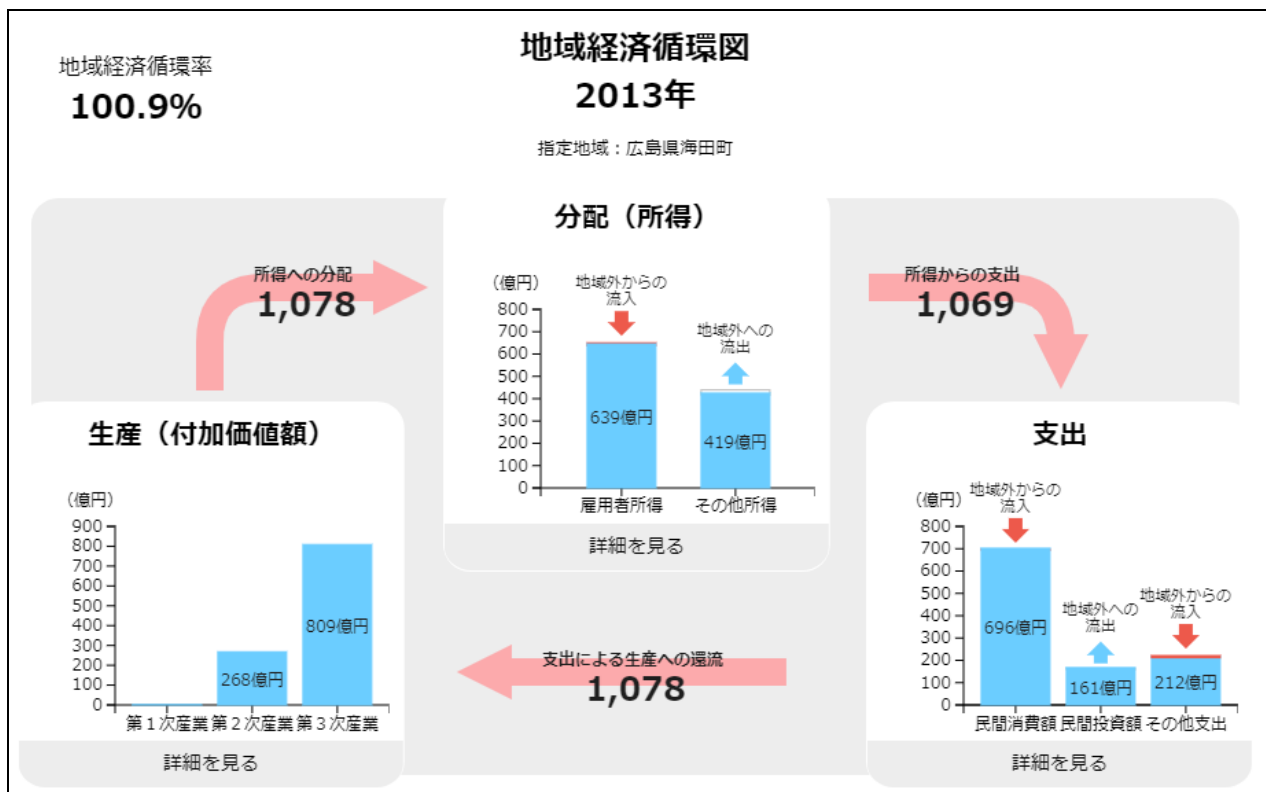 地域経済循環率
100.9%
地域経済循環図
2013年
指定地域：広島県海田町
分配（所得）
所得への分配
1,078
所得からの支出
1,069
（億円）
地域外からの
流入
地域外への
流出
800
700
600
500
400
300
200
100
0
639億円
419億円
雇用者所得
その他所得
詳細を見る
生産（付加価値額）
（億円）
900
800
700
600
500
400
300
200
100
0
268億円
809億円
第１次産業
第２次産業
第３次産業
詳細を見る
支出による生産への還流
1,078
支出
（億円）
地域外からの
流入
地域外への
流出
地域外からの
流入
800
700
600
500
400
300
200
100
0
696億円
161億円
212億円
民間消費額
民間投資額
その他支出
詳細を見る